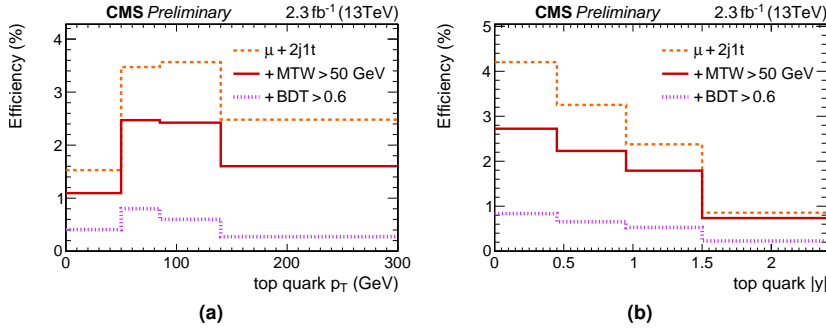 CMS Preliminary 2.3 fb⁻¹ (13TeV)
Efficiency (%)
μ + 2j1t
+ MTW > 50 GeV
+ BDT > 0.6
4
3
2
1
0
0 100 200 300
top quark p_T (GeV)
(a)
CMS Preliminary 2.3 fb⁻¹ (13TeV)
Efficiency (%)
μ + 2j1t
+ MTW > 50 GeV
+ BDT > 0.6
5
4
3
2
1
0
0 0.5 1 1.5 2
top quark |y|
(b)